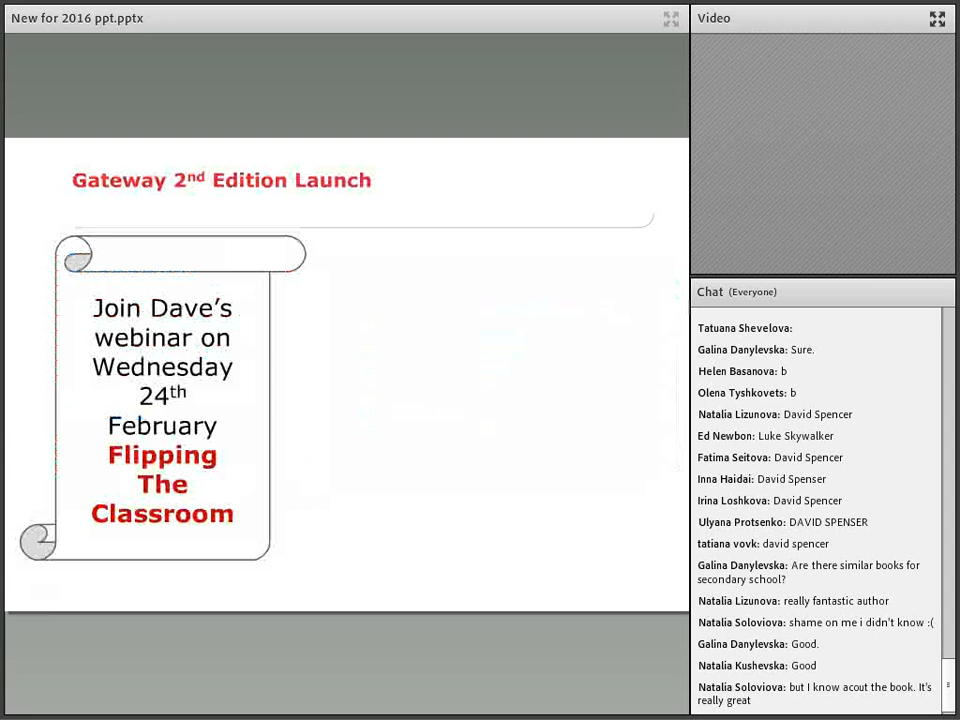 New for 2016 ppt.pptx
Gateway 2nd Edition Launch
Join Dave's
webinar on
Wednesday
24th
February
Flipping
The
Classroom
Video
Chat (Everyone)
Tatuana Shevelova:
Galina Danylevska: Sure.
Helen Basanova: b
Olena Tyshkovets: b
Natalia Lizunova: David Spencer
Ed Newbon: Luke Skywalker
Fatima Seitova: David Spencer
Inna Haidai: David Spenser
Irina Loshkova: David Spencer
Ulyana Protsenko: DAVID SPENSER
tatiana vovk: david spencer
Galina Danylevska: Are there similar books for
secondary school?
Natalia Lizunova: really fantastic author
Natalia Soloviova: shame on me i didn't know :(
Galina Danylevska: Good.
Natalia Kushevska: Good
Natalia Soloviova: but I know acout the book. It's
really great